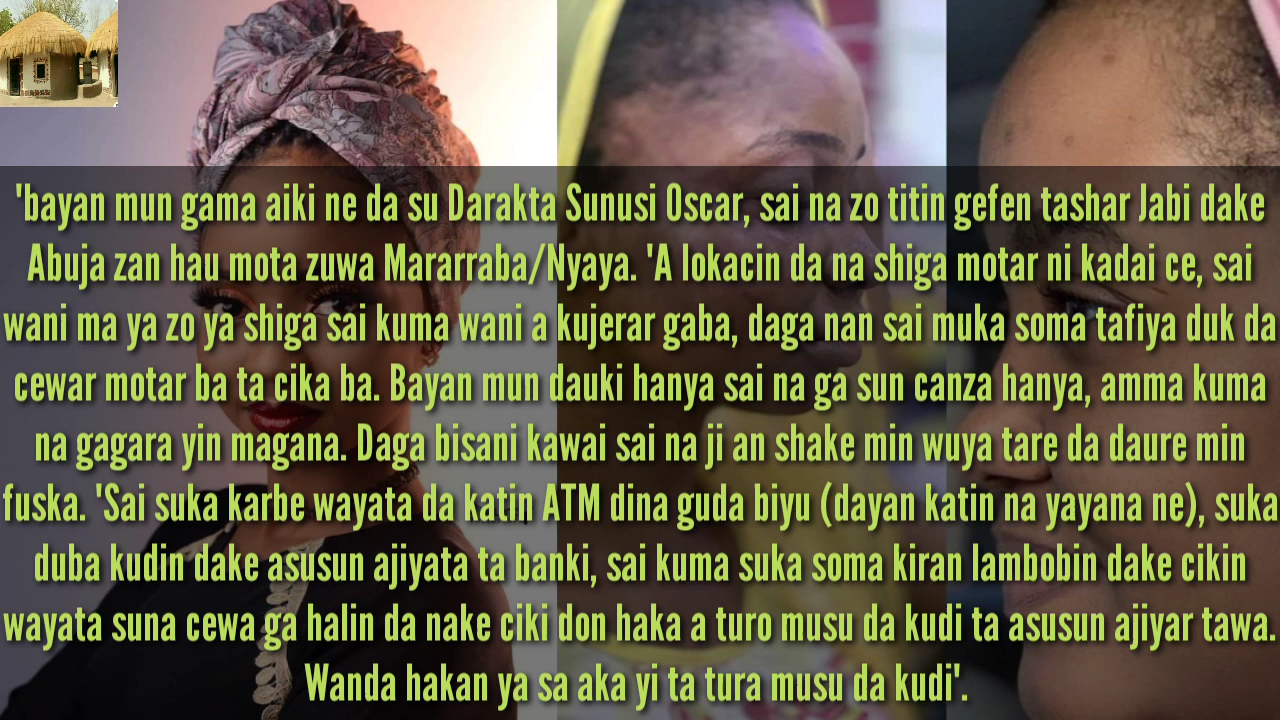 'bayan mun gama aiki ne da su Darakta Sunusi Oscar, sai na zo titin gefen tashar Jabi dake
Abuja zan hau mota zuwa Mararraba/Nyaya. 'A lokacin da na shiga motar ni kadai ce, sai
wani ma ya zo ya shiga sai kuma wani a kujerar gaba, daga nan sai muka soma tafiya duk da
cewar motar ba ta cika ba. Bayan mun dauki hanya sai na ga sun canza hanya, amma kuma
na gagara yin magana. Daga bisani kawai sai na ji an shake min wuya tare da daure min
fuska. 'Sai suka karbe wayata da katin ATM dina guda biyu (dayan katin na yayana ne), suka
duba kudin dake asusun ajiyata ta banki, sai kuma suka soma kiran lambobin dake cikin
wayata suna cewa ga halin da nake ciki don haka a turo musu da kudi ta asusun ajiyar tawa.
Wanda hakan ya sa aka yi ta tura musu da kudi'.